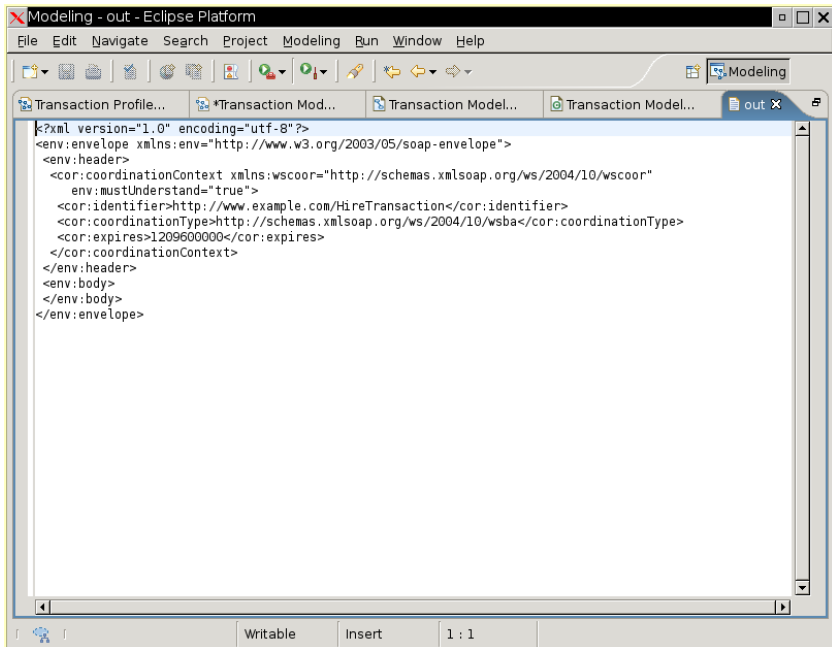 Modeling - out - Eclipse Platform
File Edit Navigate Search Project Modeling Run Window Help
Modeling
Transaction Profile... *Transaction Mod... Transaction Model... Transaction Model... out
<?xml version="1.0" encoding="utf-8"?>
<env:envelope xmlns:env="http://www.w3.org/2003/05/soap-envelope">
<env:header>
<cor:coordinationContext xmlns:wscoor="http://schemas.xmlsoap.org/ws/2004/10/wscoor"
env:mustUnderstand="true">
<cor:identifier>http://www.example.com/HireTransaction</cor:identifier>
<cor:coordinationType>http://schemas.xmlsoap.org/ws/2004/10/wsba</cor:coordinationType>
<cor:expires>1209600000</cor:expires>
</cor:coordinationContext>
</env:header>
<env:body>
</env:body>
</env:envelope>
Writable Insert 1 : 1